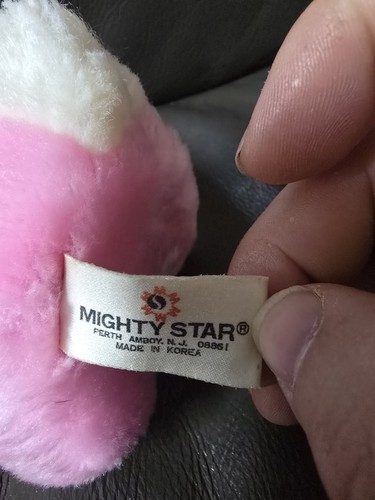 MIGHTY STAR®
PERTH AMBOY, N. J. 08861
MADE IN KOREA